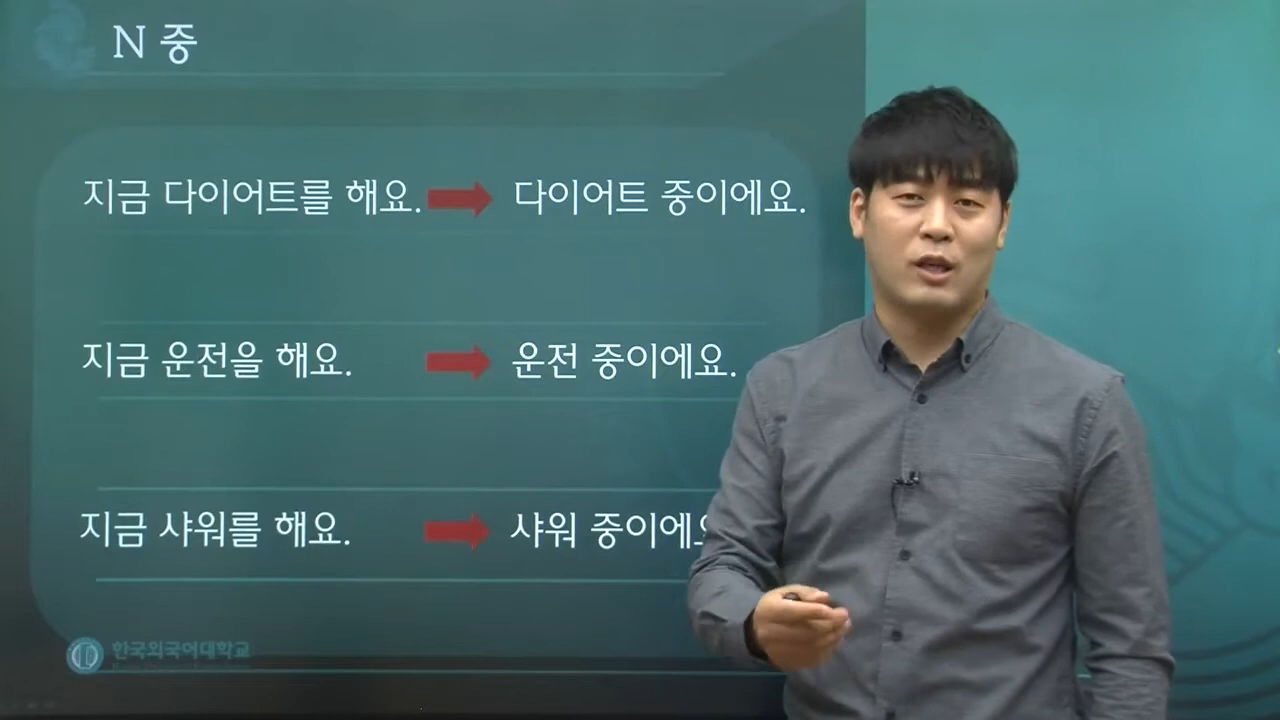 N 중
지금 다이어트를 해요. 다이어트 중이에요.
지금 운전을 해요. 운전 중이에요.
지금 샤워를 해요. 샤워 중이에
한국외국어대학교